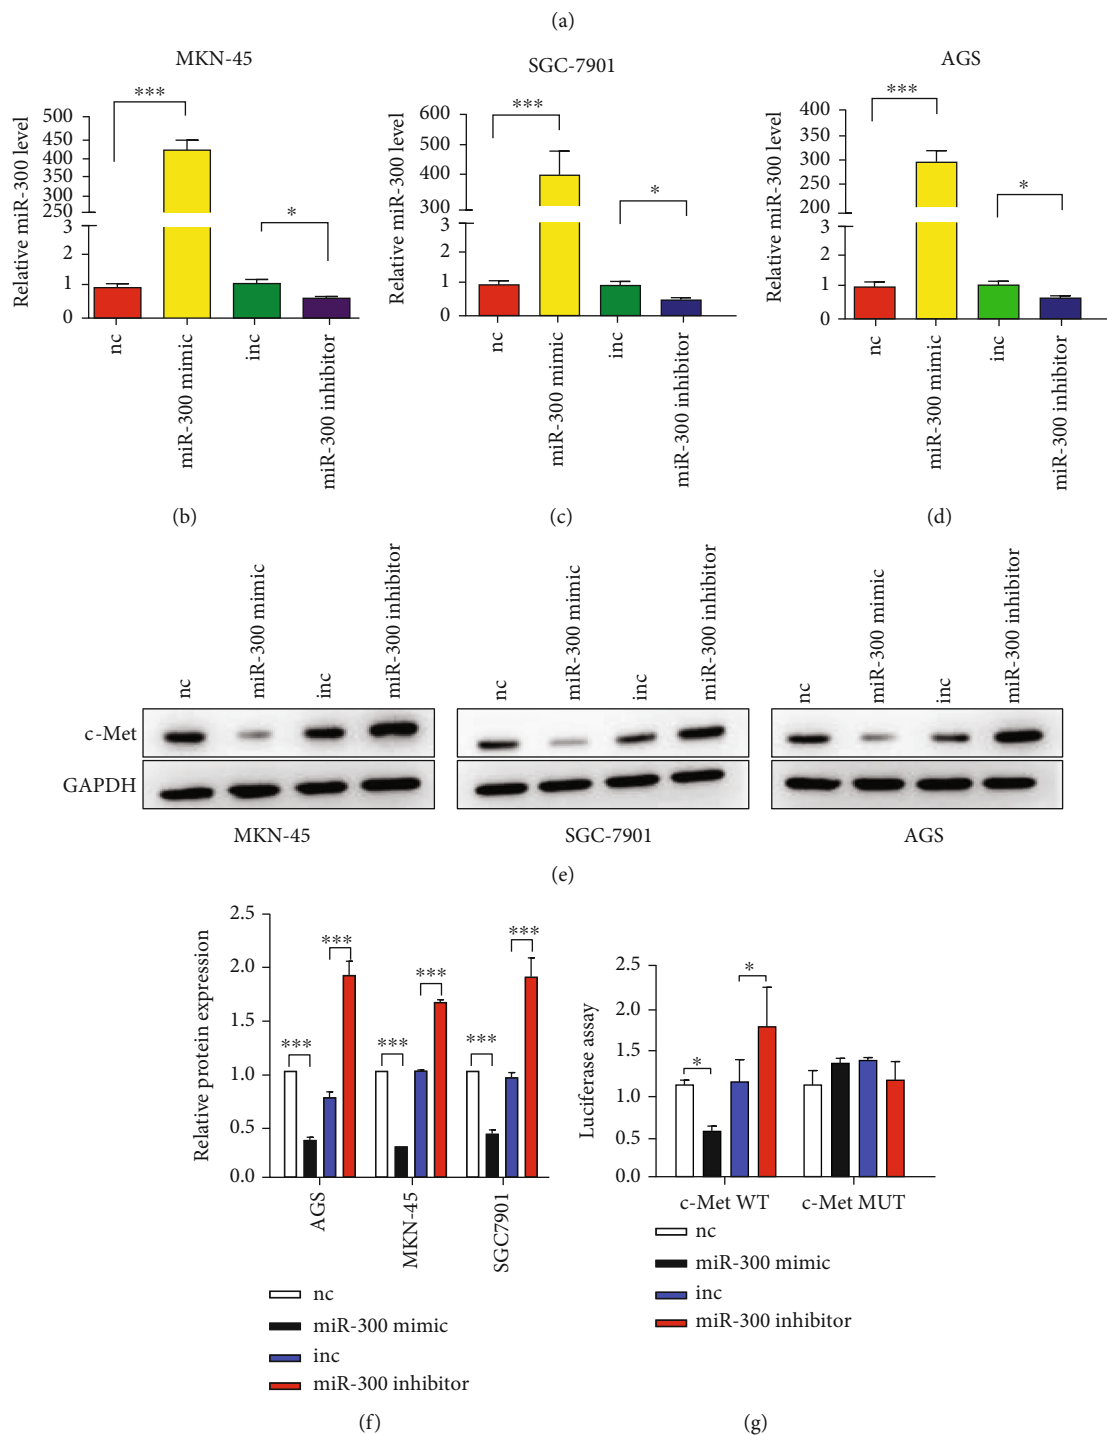 (a)
MKN-45
SGC-7901
AGS
Relative miR-300 level
500
450
400
350
300
250
3
2
1
0
***
*
nc
miR-300 mimic
inc
miR-300 inhibitor
Relative miR-300 level
600
400
300
3
2
1
0
***
*
nc
miR-300 mimic
inc
miR-300 inhibitor
Relative miR-300 level
400
350
300
250
200
3
2
1
0
***
*
nc
miR-300 mimic
inc
miR-300 inhibitor
(b)
(c)
(d)
nc
miR-300 mimic
inc
miR-300 inhibitor
nc
miR-300 mimic
inc
miR-300 inhibitor
nc
miR-300 mimic
inc
miR-300 inhibitor
c-Met
GAPDH
MKN-45
SGC-7901
AGS
(e)
Relative protein expression
2.5
2.0
1.5
1.0
0.5
0.0
***
***
***
***
***
***
AGS
MKN-45
SGC7901
nc
miR-300 mimic
inc
miR-300 inhibitor
(f)
Luciferase assay
2.5
2.0
1.5
1.0
0.5
0.0
*
*
c-Met WT
c-Met MUT
nc
miR-300 mimic
inc
miR-300 inhibitor
(g)